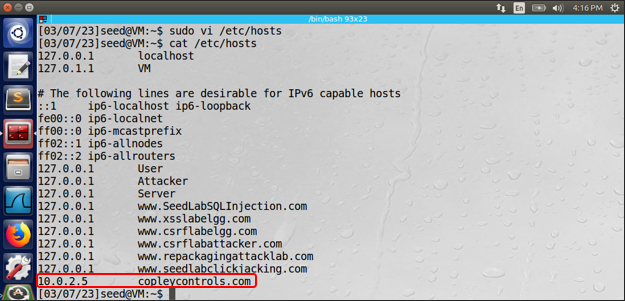 /bin/bash 93x23
En
4:16 PM
[03/07/23]seed@VM:~$ sudo vi /etc/hosts
[03/07/23]seed@VM:~$ cat /etc/hosts
127.0.0.1 localhost
127.0.1.1 VM
# The following lines are desirable for IPv6 capable hosts
::1 ip6-localhost ip6-loopback
fe00::0 ip6-localnet
ff00::0 ip6-mcastprefix
ff02::1 ip6-allnodes
ff02::2 ip6-allrouters
127.0.0.1 User
127.0.0.1 Attacker
127.0.0.1 Server
127.0.0.1 www.SeedLabSQLInjection.com
127.0.0.1 www.xsslabelgg.com
127.0.0.1 www.csrflabelgg.com
127.0.0.1 www.csrflabattacker.com
127.0.0.1 www.repackagingattacklab.com
127.0.0.1 www.seedlabclickjacking.com
10.0.2.5 copleycontrols.com
[03/07/23]seed@VM:~$